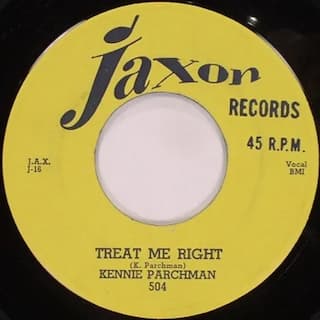 Jaxon
RECORDS
45 R.P.M.
J.A.X.
J-16
Vocal
BMI
TREAT ME RIGHT
(K. Parchman)
KENNIE PARCHMAN
504